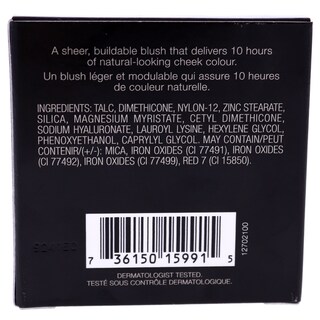 A sheer, buildable blush that delivers 10 hours
of natural-looking cheek colour.
Un blush léger et modulable qui assure 10 heures
de couleur naturelle.
INGREDIENTS: TALC, DIMETHICONE, NYLON-12, ZINC STEARATE,
SILICA, MAGNESIUM MYRISTATE, CETYL DIMETHICONE,
SODIUM HYALURONATE, LAUROYL LYSINE, HEXYLENE GLYCOL,
PHENOXYETHANOL, CAPRYLYL GLYCOL. MAY CONTAIN/PEUT
CONTENIR/(+/-): MICA, IRON OXIDES (CI 77491), IRON OXIDES
(CI 77492), IRON OXIDES (CI 77499), RED 7 (CI 15850).
7 36150 15991 5
12702100
DERMATOLOGIST TESTED.
TESTÉ SOUS CONTRÔLE DERMATOLOGIQUE.